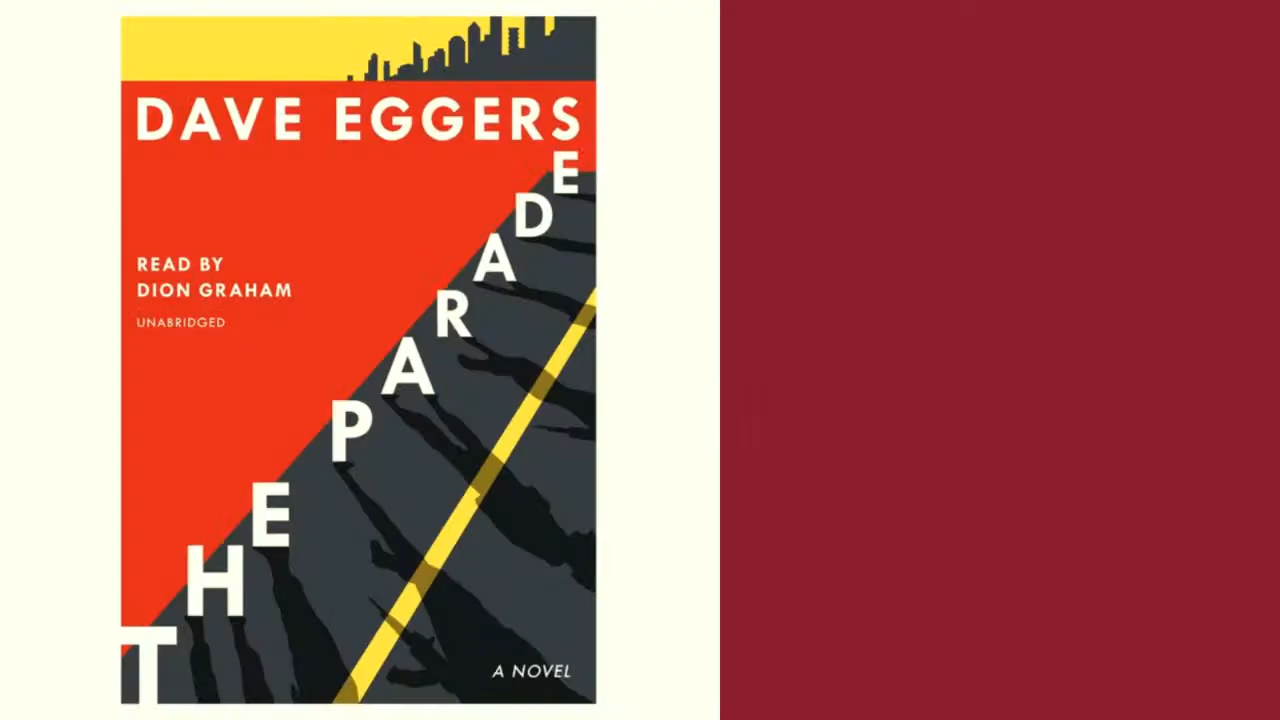 DAVE EGGERS
THE PARADE
READ BY
DION GRAHAM
UNABRIDGED
A NOVEL